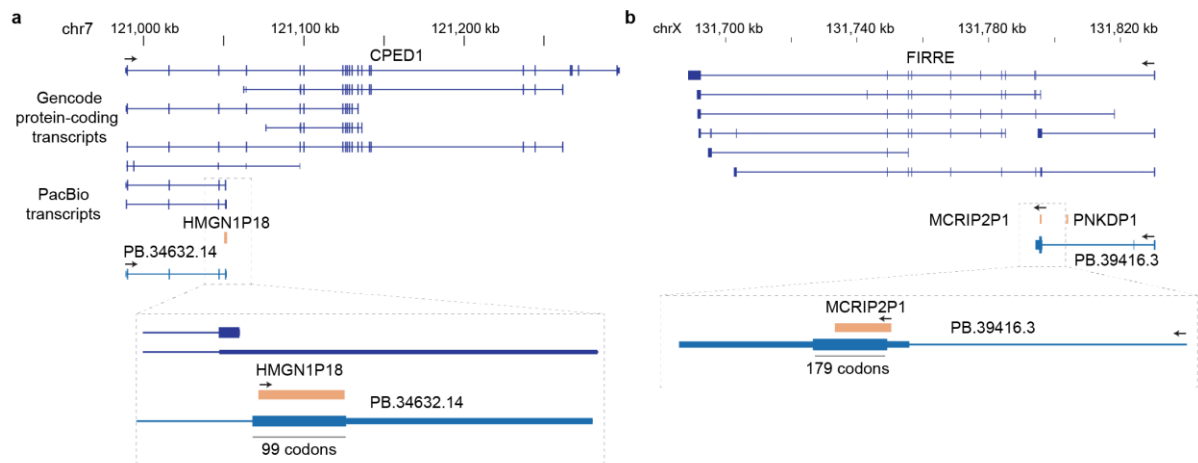 a
chr7
121,000 kb
121,100 kb
121,200 kb
CPED1
Gencode
protein-coding
transcripts
PacBio
transcripts
HMGN1P18
PB.34632.14
HMGN1P18
PB.34632.14
99 codons
b
chrX
131,700 kb
131,740 kb
131,780 kb
131,820 kb
FIRRE
MCRIP2P1
PNKDP1
PB.39416.3
MCRIP2P1
PB.39416.3
179 codons